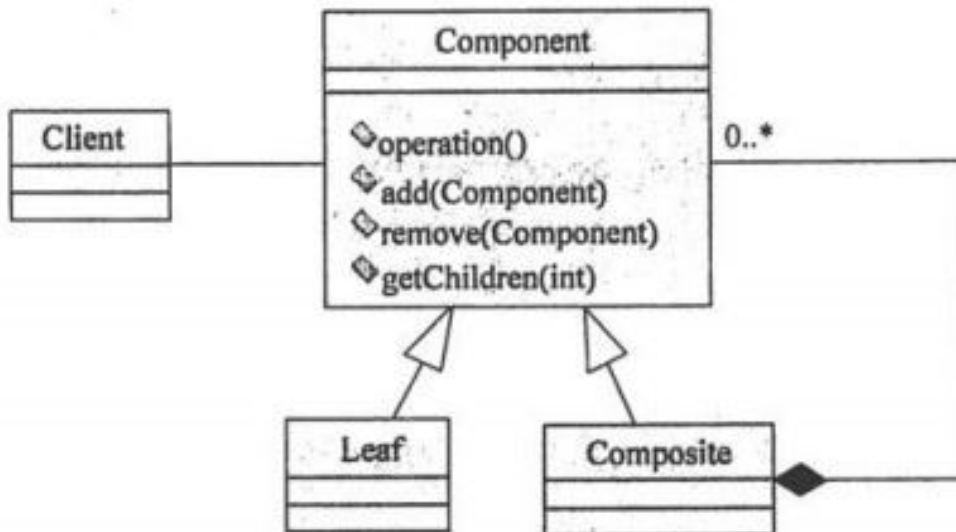 Component
Client
operation()
0..*
add(Component)
remove(Component)
getChildren(int)
Leaf
Composite